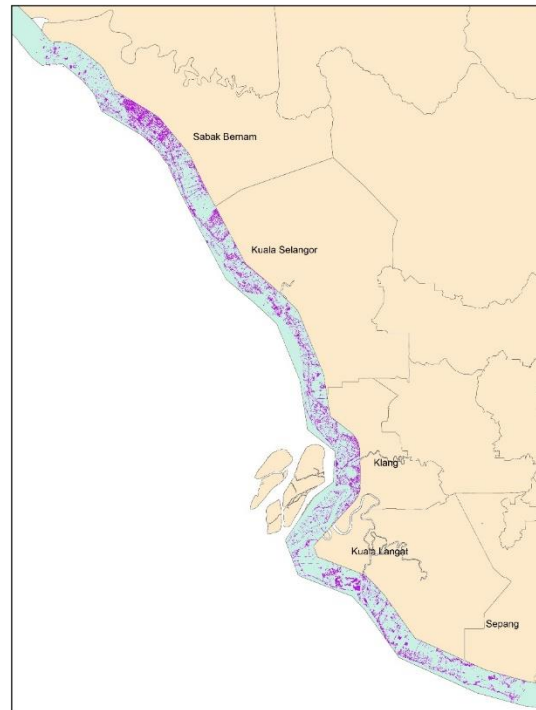 Sabak Bernam
Kuala Selangor
Klang
Kuala Langat
Sepang